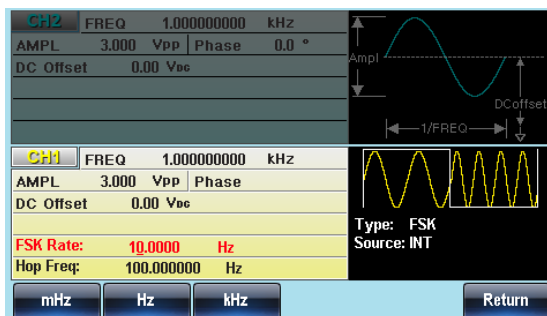 CH2 FREQ 1.000000000 kHz
AMPL 3.000 Vpp Phase 0.0 °
DC Offset 0.00 VDC
Ampl
DCoffset
1/FREQ
CH1 FREQ 1.000000000 kHz
AMPL 3.000 Vpp Phase
DC Offset 0.00 VDC
Type: FSK
FSK Rate: 10.0000 Hz
Source: INT
Hop Freq: 100.000000 Hz
mHz Hz kHz Return